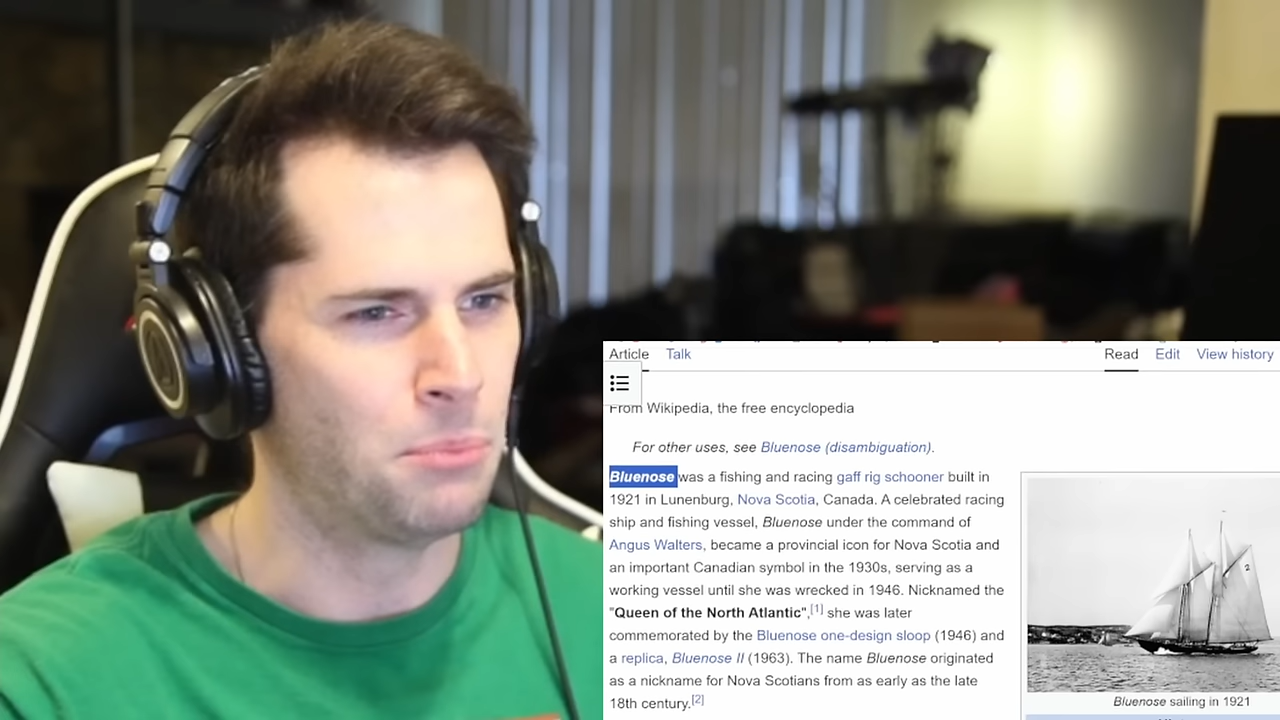 Article Talk Read Edit View history
From Wikipedia, the free encyclopedia
For other uses, see Bluenose (disambiguation).
Bluenose was a fishing and racing gaff rig schooner built in
1921 in Lunenburg, Nova Scotia, Canada. A celebrated racing
ship and fishing vessel, Bluenose under the command of
Angus Walters, became a provincial icon for Nova Scotia and
an important Canadian symbol in the 1930s, serving as a
working vessel until she was wrecked in 1946. Nicknamed the
"Queen of the North Atlantic",[1] she was later
commemorated by the Bluenose one-design sloop (1946) and
a replica, Bluenose II (1963). The name Bluenose originated
as a nickname for Nova Scotians from as early as the late
18th century.[2]
2
Bluenose sailing in 1921